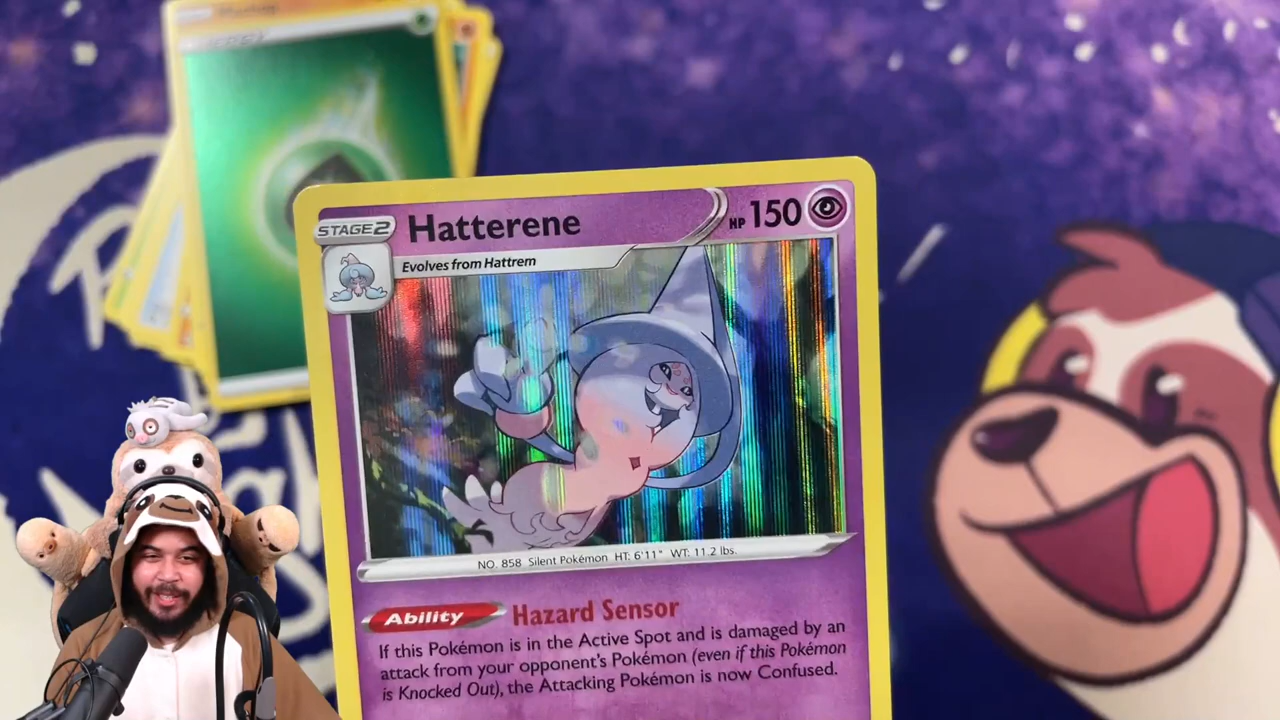 STAGE2
Hatterene
HP 150
Evolves from Hattrem
NO. 858 Silent Pokémon HT: 6'11" WT: 11.2 lbs.
Ability
Hazard Sensor
If this Pokémon is in the Active Spot and is damaged by an
attack from your opponent's Pokémon (even if this Pokémon
is Knocked Out), the Attacking Pokémon is now Confused.